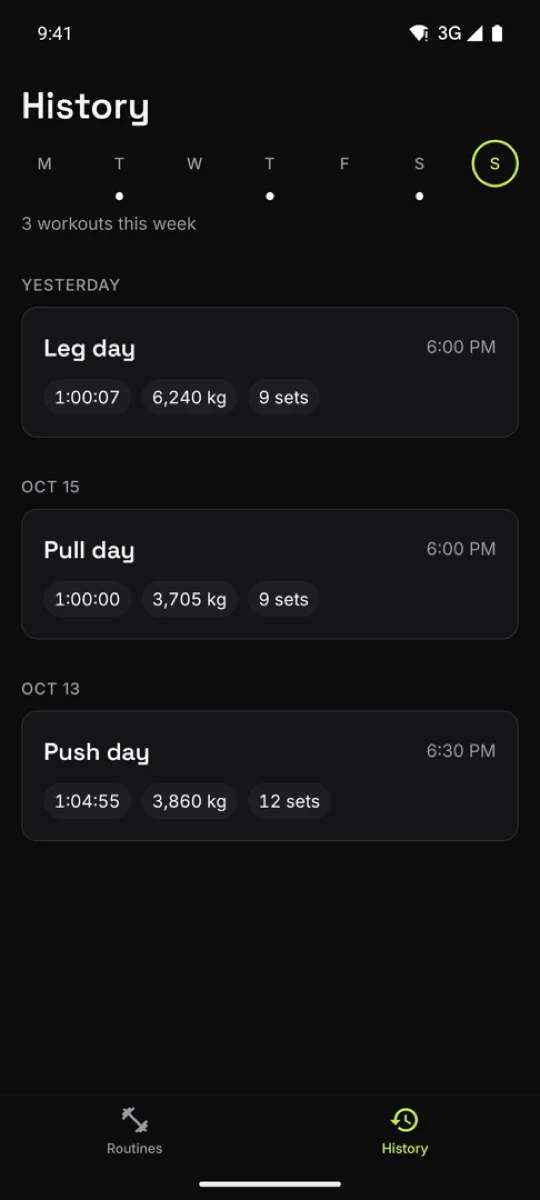 9:41 3G
History
M T W T F S S
3 workouts this week
YESTERDAY
Leg day 6:00 PM
1:00:07 6,240 kg 9 sets
OCT 15
Pull day 6:00 PM
1:00:00 3,705 kg 9 sets
OCT 13
Push day 6:30 PM
1:04:55 3,860 kg 12 sets
Routines History